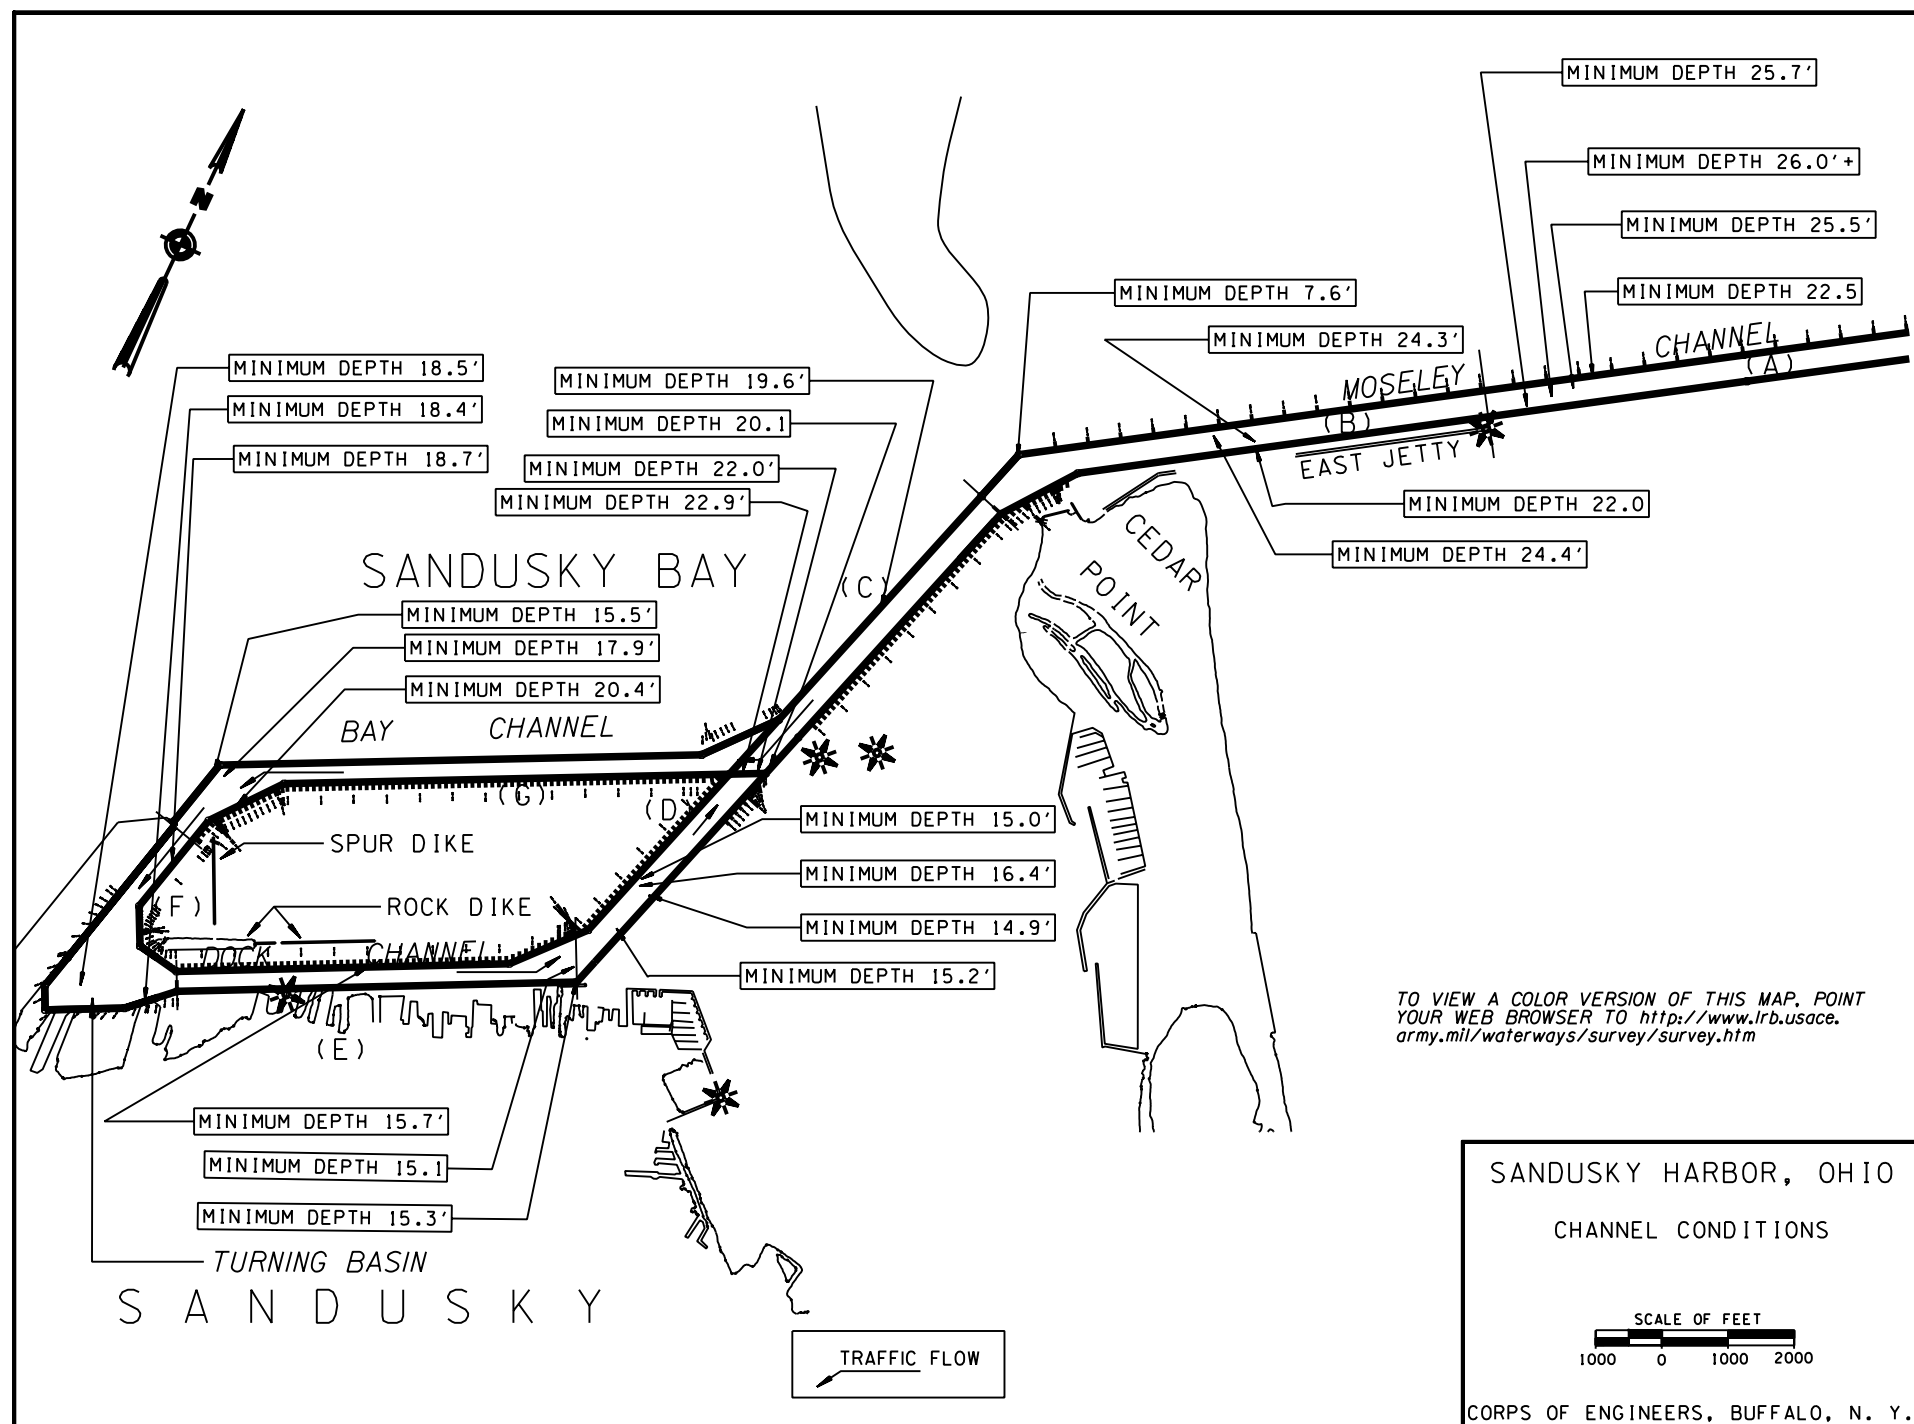 MINIMUM DEPTH 25.7'
MINIMUM DEPTH 26.0'+
MINIMUM DEPTH 25.5'
MINIMUM DEPTH 22.5
MINIMUM DEPTH 7.6'
MINIMUM DEPTH 24.3'
N
MOSELEY CHANNEL
(A)
(B)
EAST JETTY
MINIMUM DEPTH 22.0
MINIMUM DEPTH 24.4'
MINIMUM DEPTH 18.5'
MINIMUM DEPTH 18.4'
MINIMUM DEPTH 18.7'
MINIMUM DEPTH 19.6'
MINIMUM DEPTH 20.1
MINIMUM DEPTH 22.0'
MINIMUM DEPTH 22.9'
CEDAR
POINT
SANDUSKY BAY
(C)
MINIMUM DEPTH 15.5'
MINIMUM DEPTH 17.9'
MINIMUM DEPTH 20.4'
BAY CHANNEL
(G)
(D)
SPUR DIKE
MINIMUM DEPTH 15.0'
MINIMUM DEPTH 16.4'
MINIMUM DEPTH 14.9'
MINIMUM DEPTH 15.2'
(F)
ROCK DIKE
DOCK CHANNEL
(E)
MINIMUM DEPTH 15.7'
MINIMUM DEPTH 15.1
MINIMUM DEPTH 15.3'
TURNING BASIN
SANDUSKY
TRAFFIC FLOW
TO VIEW A COLOR VERSION OF THIS MAP, POINT
YOUR WEB BROWSER TO http://www.lrb.usace.
army.mil/waterways/survey/survey.htm
SANDUSKY HARBOR, OHIO
CHANNEL CONDITIONS
SCALE OF FEET
1000 0 1000 2000
CORPS OF ENGINEERS, BUFFALO, N. Y.